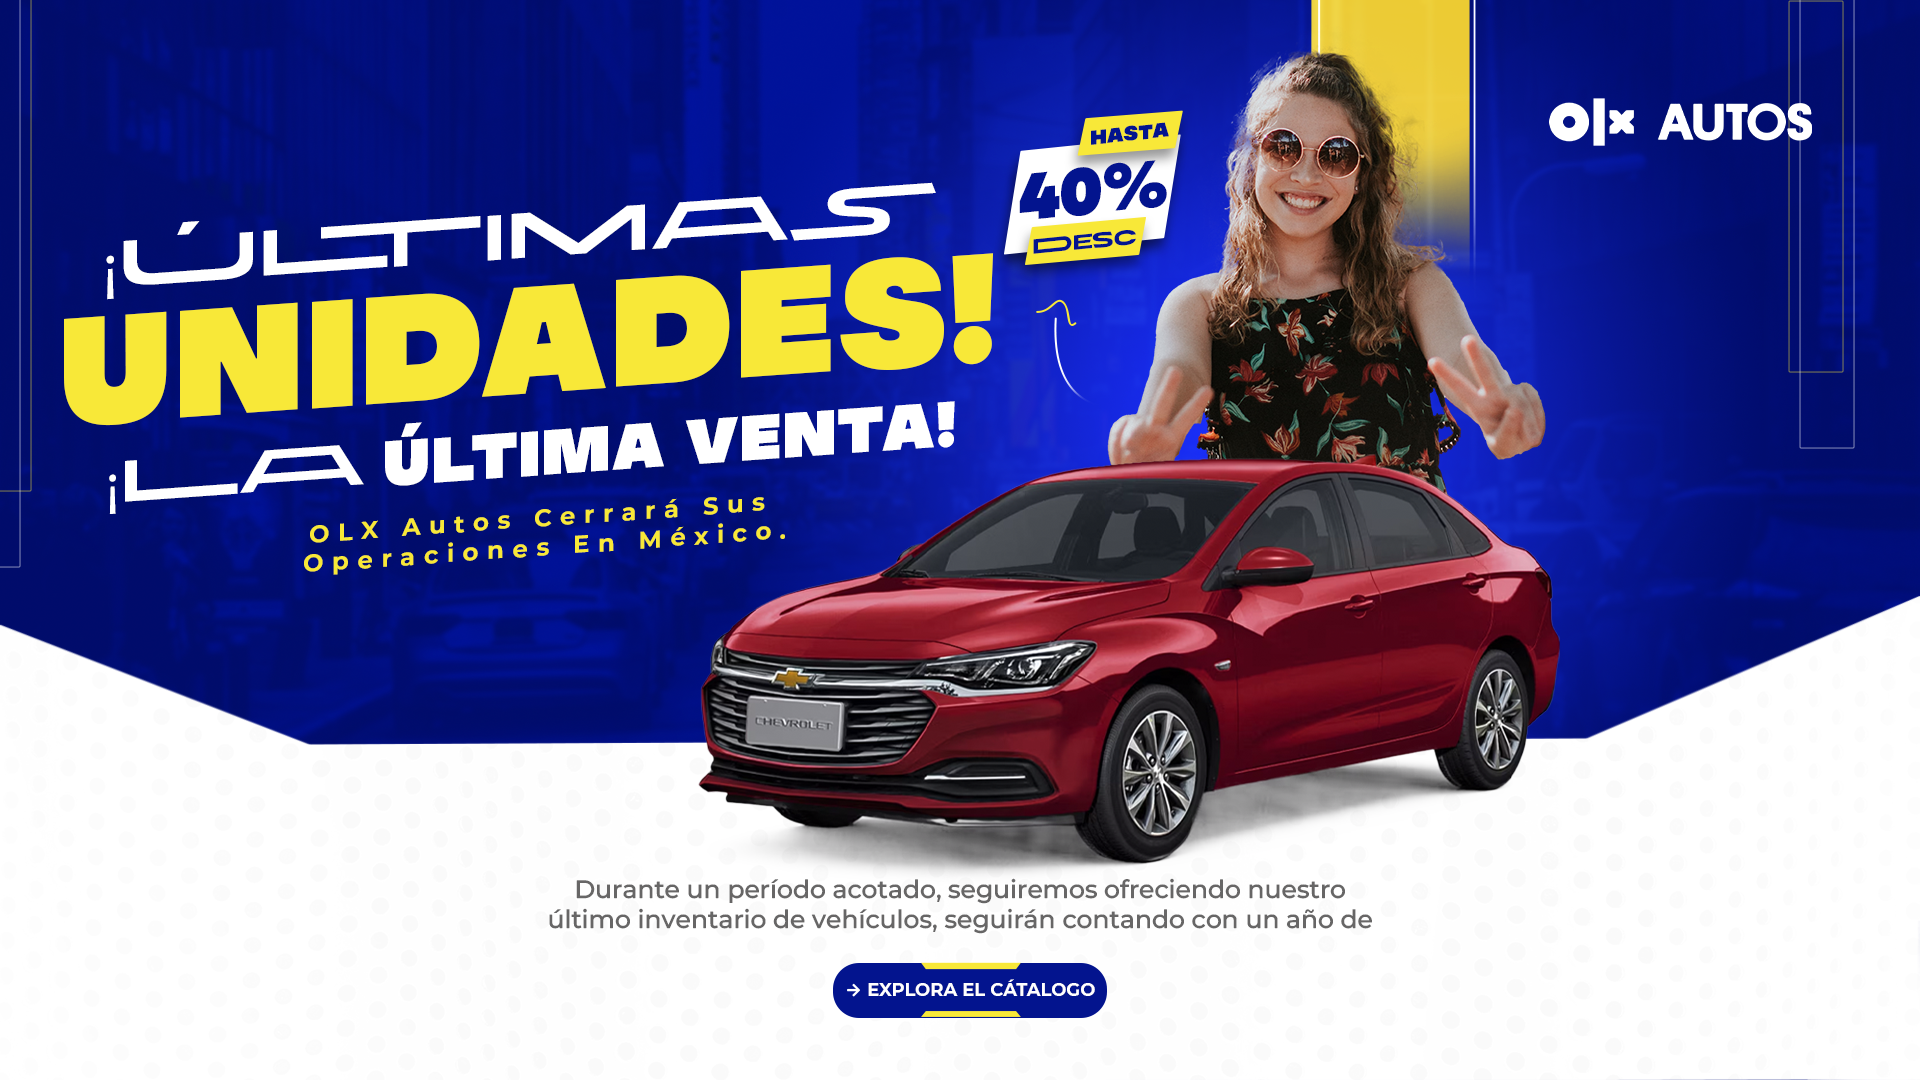 olx AUTOS
HASTA
40%
DESC
¡ÚLTIMAS
UNIDADES!
¡LA ÚLTIMA VENTA!
OLX Autos Cerrará Sus
Operaciones En México.
CHEVROLET
Durante un período acotado, seguiremos ofreciendo nuestro
último inventario de vehículos, seguirán contando con un año de
→ EXPLORA EL CÁTALOGO